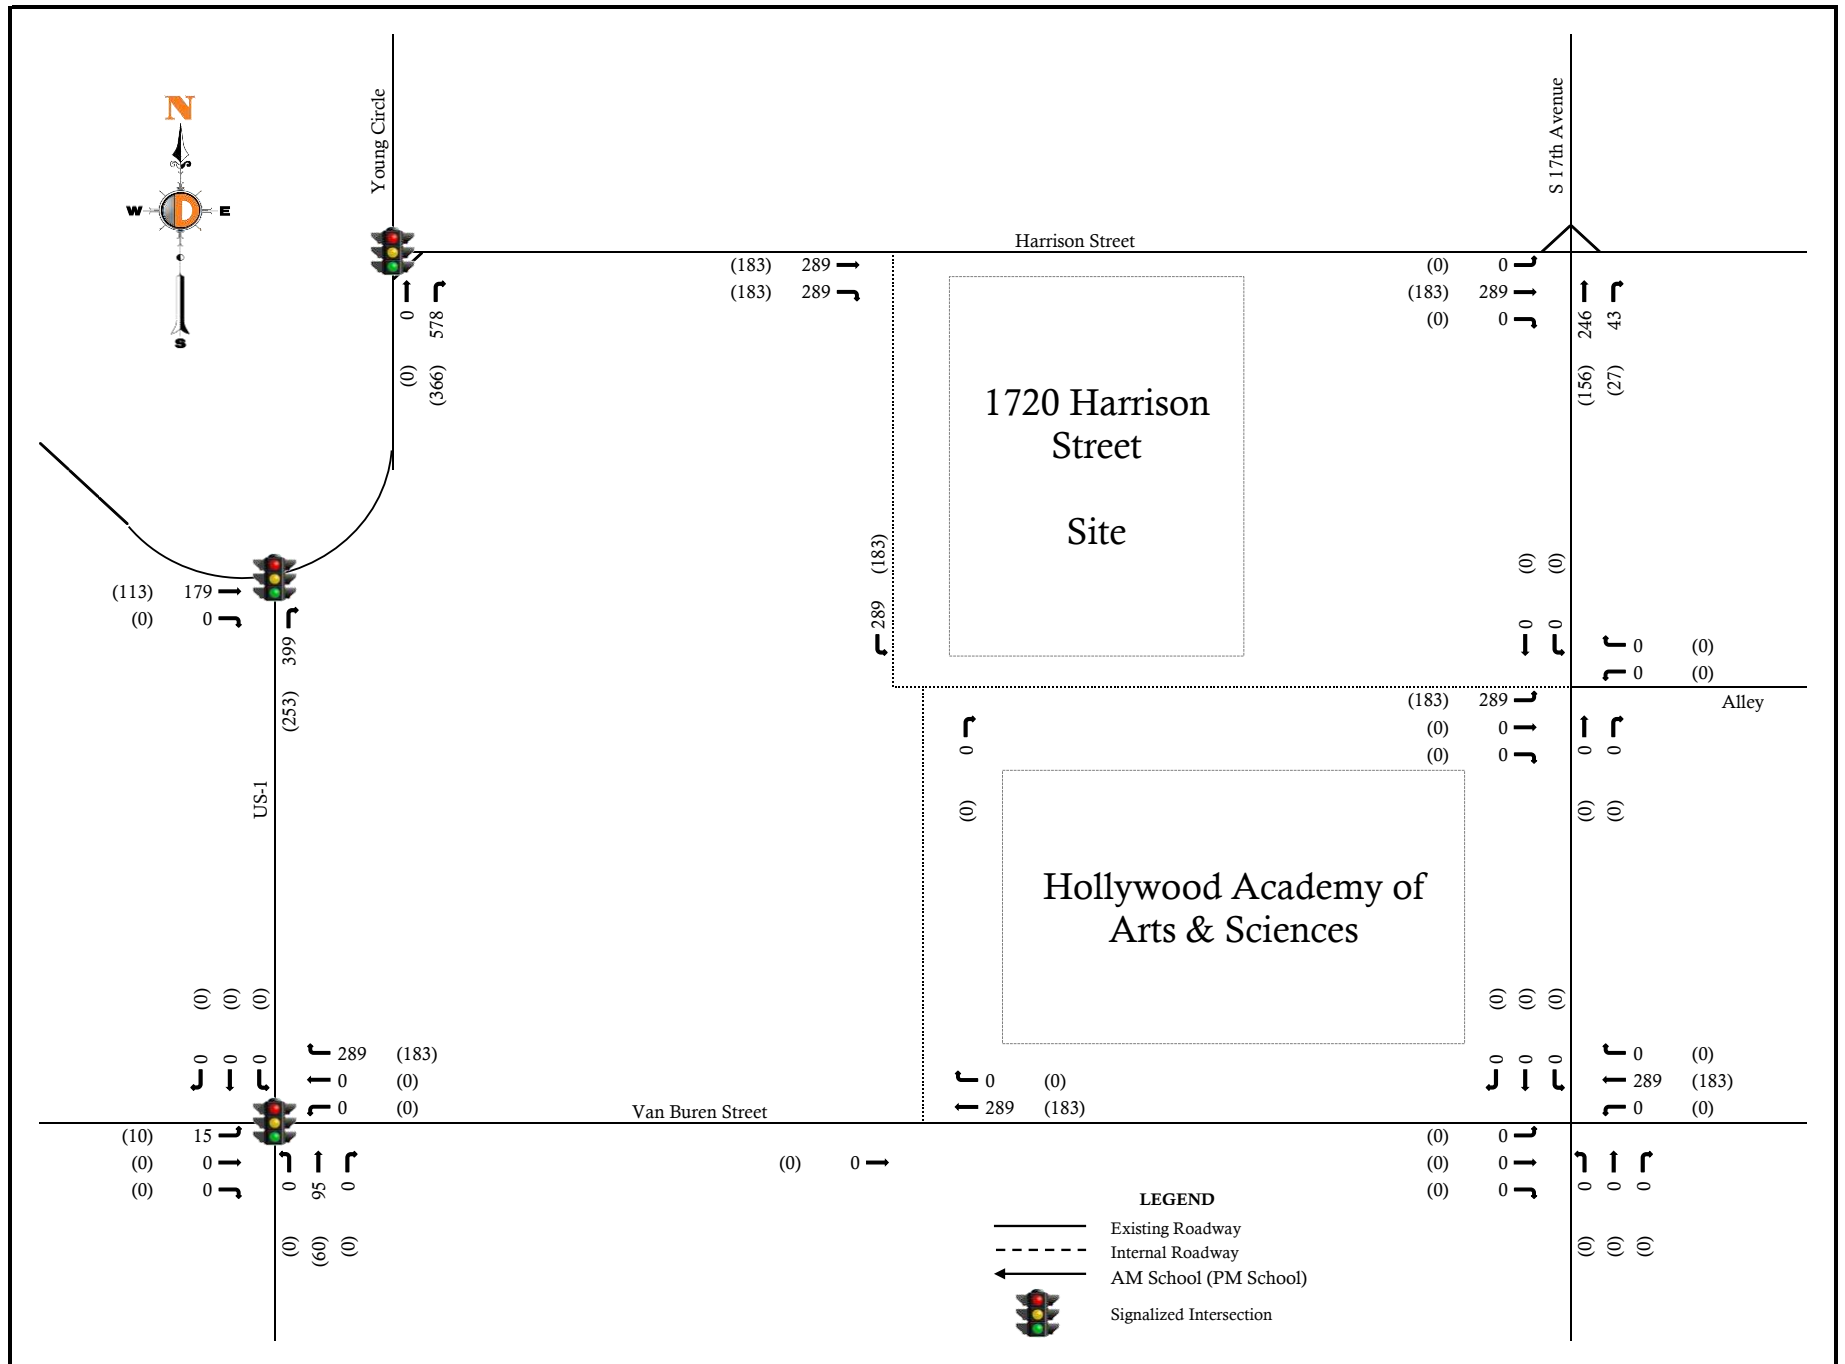 N
W D E
S
Young Circle
S 17th Avenue
Harrison Street
(183) 289
(183) 289
(0) 0
(183) 289
(0) 0
0 578
(0) (366)
246 43
(156) (27)
1720 Harrison
Street
Site
(183)
289
(113) 179
(0) 0
399
(253)
US-1
(0) (0)
0 0
0 (0)
0 (0)
Alley
(183) 289
(0) 0
(0) 0
0
(0)
0 0
(0) (0)
Hollywood Academy of
Arts & Sciences
(0) (0) (0)
0 0 0
289 (183)
0 (0)
0 (0)
Van Buren Street
(10) 15
(0) 0
(0) 0
0 95 0
(0) (60) (0)
0 (0)
289 (183)
(0) 0
(0) (0) (0)
0 0 0
0 (0)
289 (183)
0 (0)
(0) 0
(0) 0
(0) 0
0 0 0
(0) (0) (0)
LEGEND
Existing Roadway
Internal Roadway
AM School (PM School)
Signalized Intersection